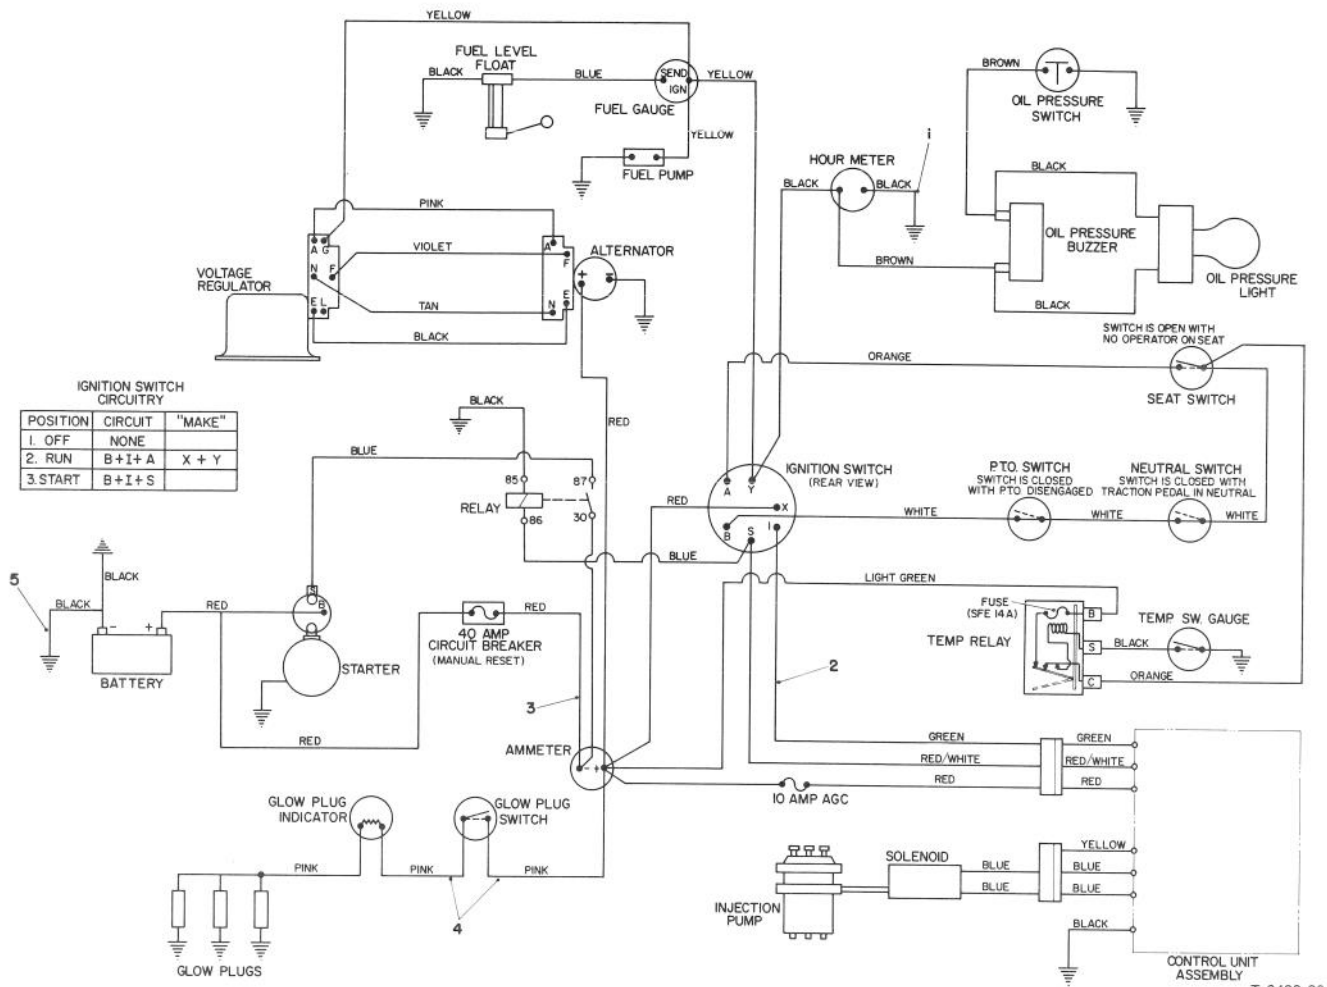 YELLOW
FUEL LEVEL
FLOAT
BLACK
BLUE
SEND
IGN
YELLOW
FUEL GAUGE
YELLOW
FUEL PUMP
BROWN
OIL PRESSURE
SWITCH
1
HOUR METER
BLACK
BLACK
BLACK
OIL PRESSURE
BUZZER
BROWN
BLACK
OIL PRESSURE
LIGHT
PINK
A G
A
VIOLET
ALTERNATOR
N F
F
+ -
VOLTAGE
REGULATOR
TAN
E L
N
E
BLACK
SWITCH IS OPEN WITH
NO OPERATOR ON SEAT
ORANGE
SEAT SWITCH
IGNITION SWITCH
CIRCUITRY
POSITION CIRCUIT "MAKE"
1. OFF NONE
2. RUN B+I+A X + Y
3. START B+I+S
BLACK
RED
BLUE
85
87
RELAY
86
30
RED
IGNITION SWITCH
(REAR VIEW)
A Y
X
B S I
BLUE
P.T.O. SWITCH
SWITCH IS CLOSED
WITH P.T.O. DISENGAGED
NEUTRAL SWITCH
SWITCH IS CLOSED WITH
TRACTION PEDAL IN NEUTRAL
WHITE
WHITE
WHITE
LIGHT GREEN
5
BLACK
BLACK
RED
- +
BATTERY
S
B
STARTER
RED
40 AMP
CIRCUIT BREAKER
(MANUAL RESET)
RED
3
2
FUSE
(SFE 14A)
TEMP RELAY
B
S
C
BLACK
TEMP SW. GAUGE
ORANGE
AMMETER
- +
GREEN
GREEN
RED/WHITE
RED/WHITE
RED
RED
10 AMP AGC
GLOW PLUG
INDICATOR
GLOW PLUG
SWITCH
PINK
PINK
PINK
4
GLOW PLUGS
INJECTION
PUMP
SOLENOID
BLUE
BLUE
YELLOW
BLUE
BLUE
BLACK
CONTROL UNIT
ASSEMBLY